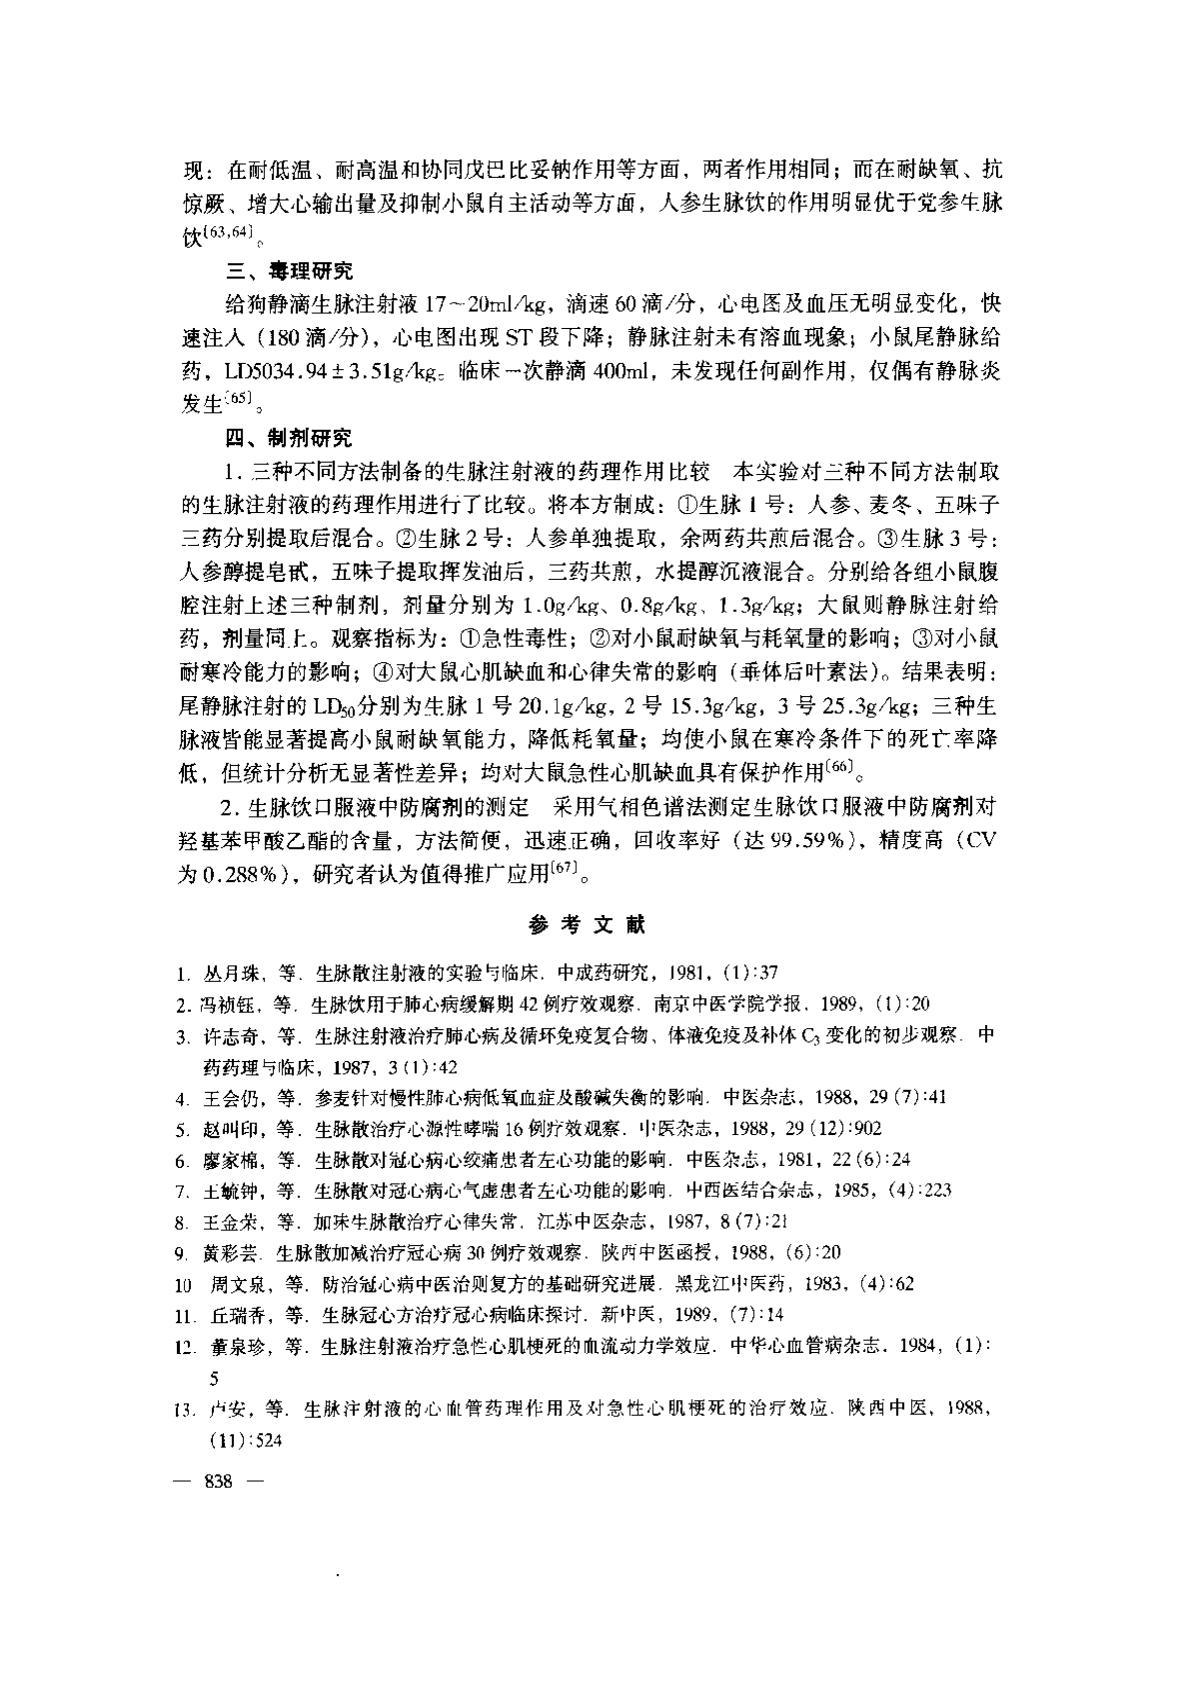 现：在耐低温、耐高温和协同戊巴比妥钠作用等方面，两者作用相同；而在耐缺氧、抗
惊厥、增大心输出量及抑制小鼠自主活动等方面，人参生脉饮的作用明显优于党参生脉
饮〔63,64〕。
三、毒理研究
给狗静滴生脉注射液17～20ml/kg，滴速60滴/分，心电图及血压无明显变化，快
速注入（180滴/分），心电图出现ST段下降；静脉注射未有溶血现象；小鼠尾静脉给
药，LD5034.94±3.51g/kg。临床一次静滴400ml，未发现任何副作用，仅偶有静脉炎
发生〔65〕。
四、制剂研究
1. 三种不同方法制备的生脉注射液的药理作用比较　本实验对三种不同方法制取
的生脉注射液的药理作用进行了比较。将本方制成：①生脉1号：人参、麦冬、五味子
三药分别提取后混合。②生脉2号：人参单独提取，余两药共煎后混合。③生脉3号：
人参醇提皂甙，五味子提取挥发油后，三药共煎，水提醇沉液混合。分别给各组小鼠腹
腔注射上述三种制剂，剂量分别为1.0g/kg、0.8g/kg、1.3g/kg；大鼠则静脉注射给
药，剂量同上。观察指标为：①急性毒性；②对小鼠耐缺氧与耗氧量的影响；③对小鼠
耐寒冷能力的影响；④对大鼠心肌缺血和心律失常的影响（垂体后叶素法）。结果表明：
尾静脉注射的LD₅₀分别为生脉1号20.1g/kg，2号15.3g/kg，3号25.3g/kg；三种生
脉液皆能显著提高小鼠耐缺氧能力，降低耗氧量；均使小鼠在寒冷条件下的死亡率降
低，但统计分析无显著性差异；均对大鼠急性心肌缺血具有保护作用〔66〕。
2. 生脉饮口服液中防腐剂的测定　采用气相色谱法测定生脉饮口服液中防腐剂对
羟基苯甲酸乙酯的含量，方法简便，迅速正确，回收率好（达99.59%），精度高（CV
为0.288%），研究者认为值得推广应用〔67〕。
参 考 文 献
1. 丛月珠，等. 生脉散注射液的实验与临床. 中成药研究，1981，(1):37
2. 冯祯钰，等. 生脉饮用于肺心病缓解期42例疗效观察. 南京中医学院学报. 1989，(1):20
3. 许志奇，等. 生脉注射液治疗肺心病及循环免疫复合物、体液免疫及补体C₃变化的初步观察. 中
药药理与临床，1987，3 (1):42
4. 王会仍，等. 参麦针对慢性肺心病低氧血症及酸碱失衡的影响. 中医杂志，1988，29 (7):41
5. 赵叫印，等. 生脉散治疗心源性哮喘16例疗效观察. 中医杂志，1988，29 (12):902
6. 廖家桢，等. 生脉散对冠心病心绞痛患者左心功能的影响. 中医杂志，1981，22 (6):24
7. 王毓钟，等. 生脉散对冠心病心气虚患者左心功能的影响. 中西医结合杂志，1985，(4):223
8. 王金荣，等. 加味生脉散治疗心律失常. 江苏中医杂志，1987，8 (7):21
9. 黄彩芸. 生脉散加减治疗冠心病30例疗效观察. 陕西中医函授，1988，(6):20
10 周文泉，等. 防治冠心病中医治则复方的基础研究进展. 黑龙江中医药，1983，(4):62
11. 丘瑞香，等. 生脉冠心方治疗冠心病临床探讨. 新中医，1989，(7):14
12. 董泉珍，等. 生脉注射液治疗急性心肌梗死的血流动力学效应. 中华心血管病杂志. 1984，(1):
5
13. 卢安，等. 生脉注射液的心血管药理作用及对急性心肌梗死的治疗效应. 陕西中医，1988，
(11):524
— 838 —